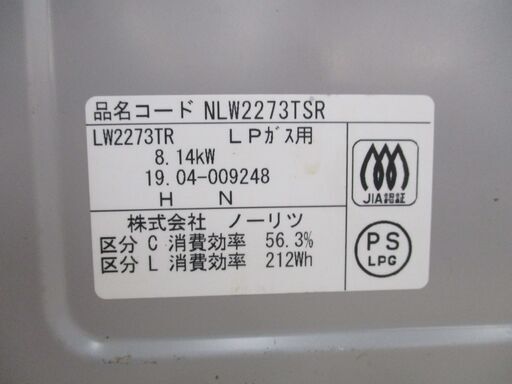 品名コード NLW2273TSR
LW2273TR LPガス用
8.14kW
19.04-009248
H N
JIA認証
株式会社 ノーリツ
区分 C 消費効率 56.3%
区分 L 消費効率 212Wh
PS
LPG